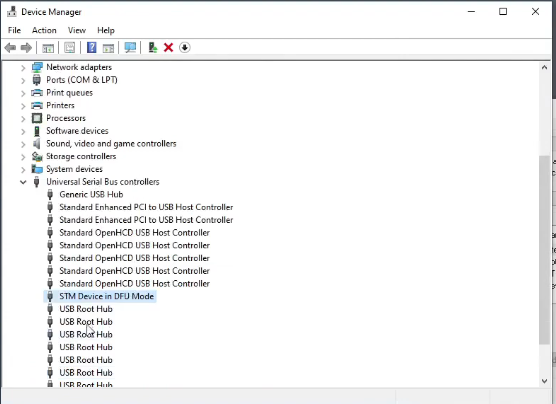 Device Manager
File Action View Help
Network adapters
Ports (COM & LPT)
Print queues
Printers
Processors
Software devices
Sound, video and game controllers
Storage controllers
System devices
Universal Serial Bus controllers
Generic USB Hub
Standard Enhanced PCI to USB Host Controller
Standard Enhanced PCI to USB Host Controller
Standard OpenHCD USB Host Controller
Standard OpenHCD USB Host Controller
Standard OpenHCD USB Host Controller
Standard OpenHCD USB Host Controller
Standard OpenHCD USB Host Controller
STM Device in DFU Mode
USB Root Hub
USB Root Hub
USB Root Hub
USB Root Hub
USB Root Hub
USB Root Hub
USB Root Hub